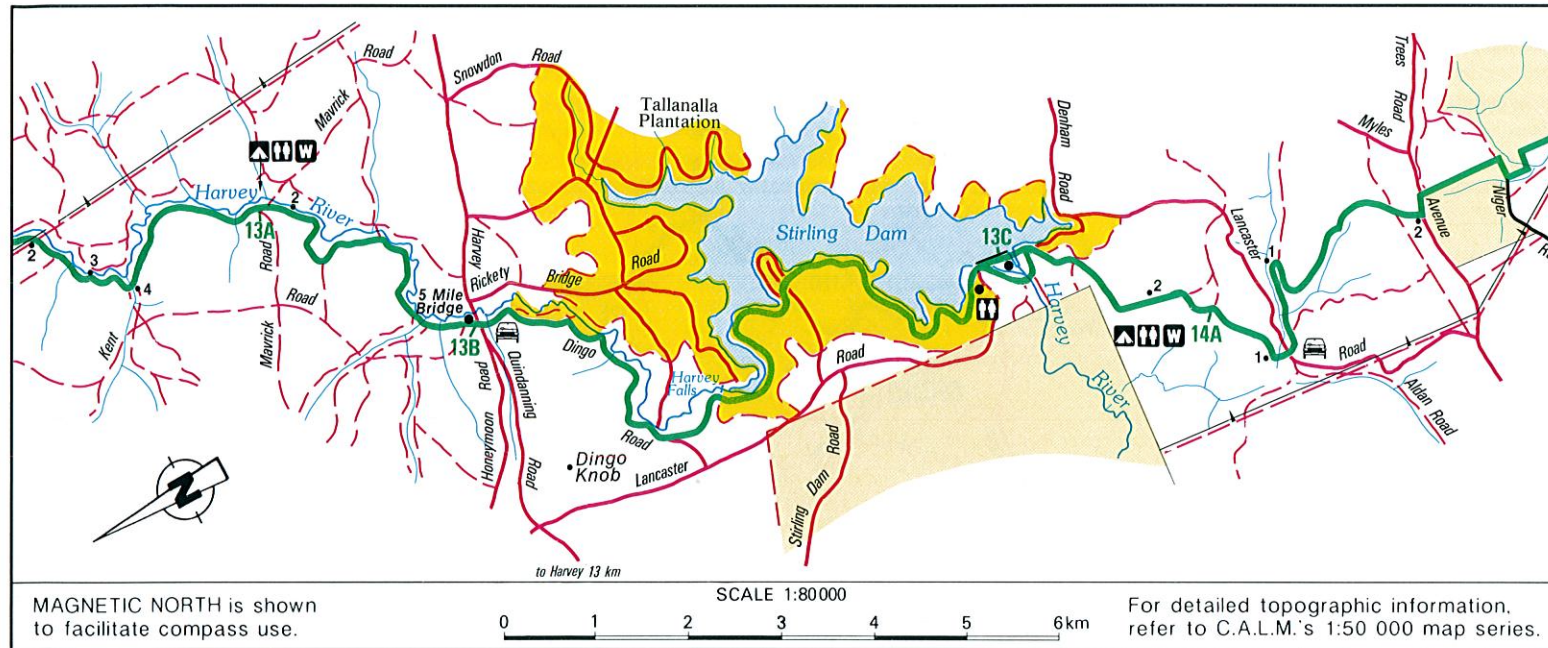 Road
Mavrick
Snowdon Road
Tallanalla
Plantation
Denham
Road
Trees
Road
Myles
W
Harvey
River
2
13A
Road
Mavrick
2
3
4
Kent
Road
Harvey
Rickety
Bridge
Road
5 Mile
Bridge
13B
Road
Honeymoon
Quindanning
Road
Dingo
Road
Harvey
Falls
Dingo
Knob
Lancaster
Road
Stirling Dam
13C
Harvey
River
Stirling
Dam
Road
2
W
14A
1
1
Lancaster
Road
Aldan Road
2
Avenue
Niger
N
to Harvey 13 km
MAGNETIC NORTH is shown
to facilitate compass use.
SCALE 1:80 000
0 1 2 3 4 5 6 km
For detailed topographic information,
refer to C.A.L.M.'s 1:50 000 map series.